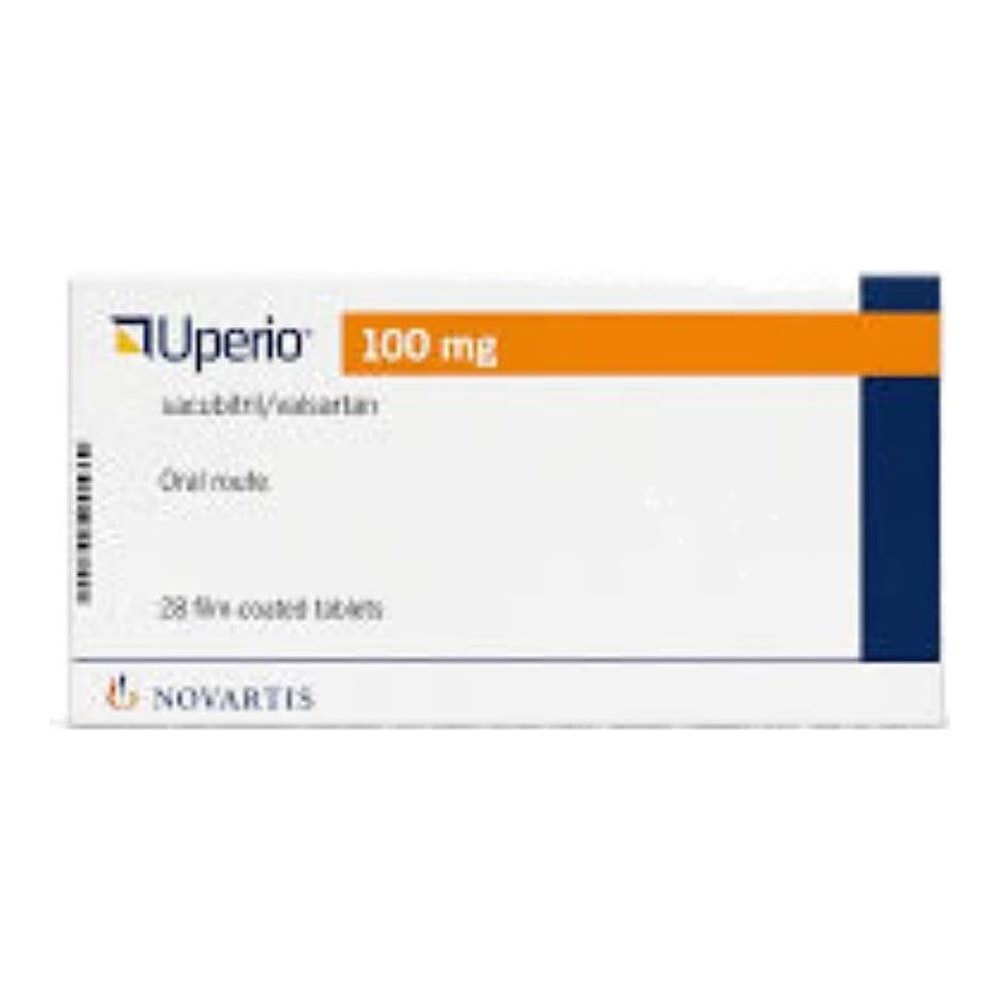 Uperio
100 mg
sacubitril/valsartan
Oral route
28 film-coated tablets
NOVARTIS